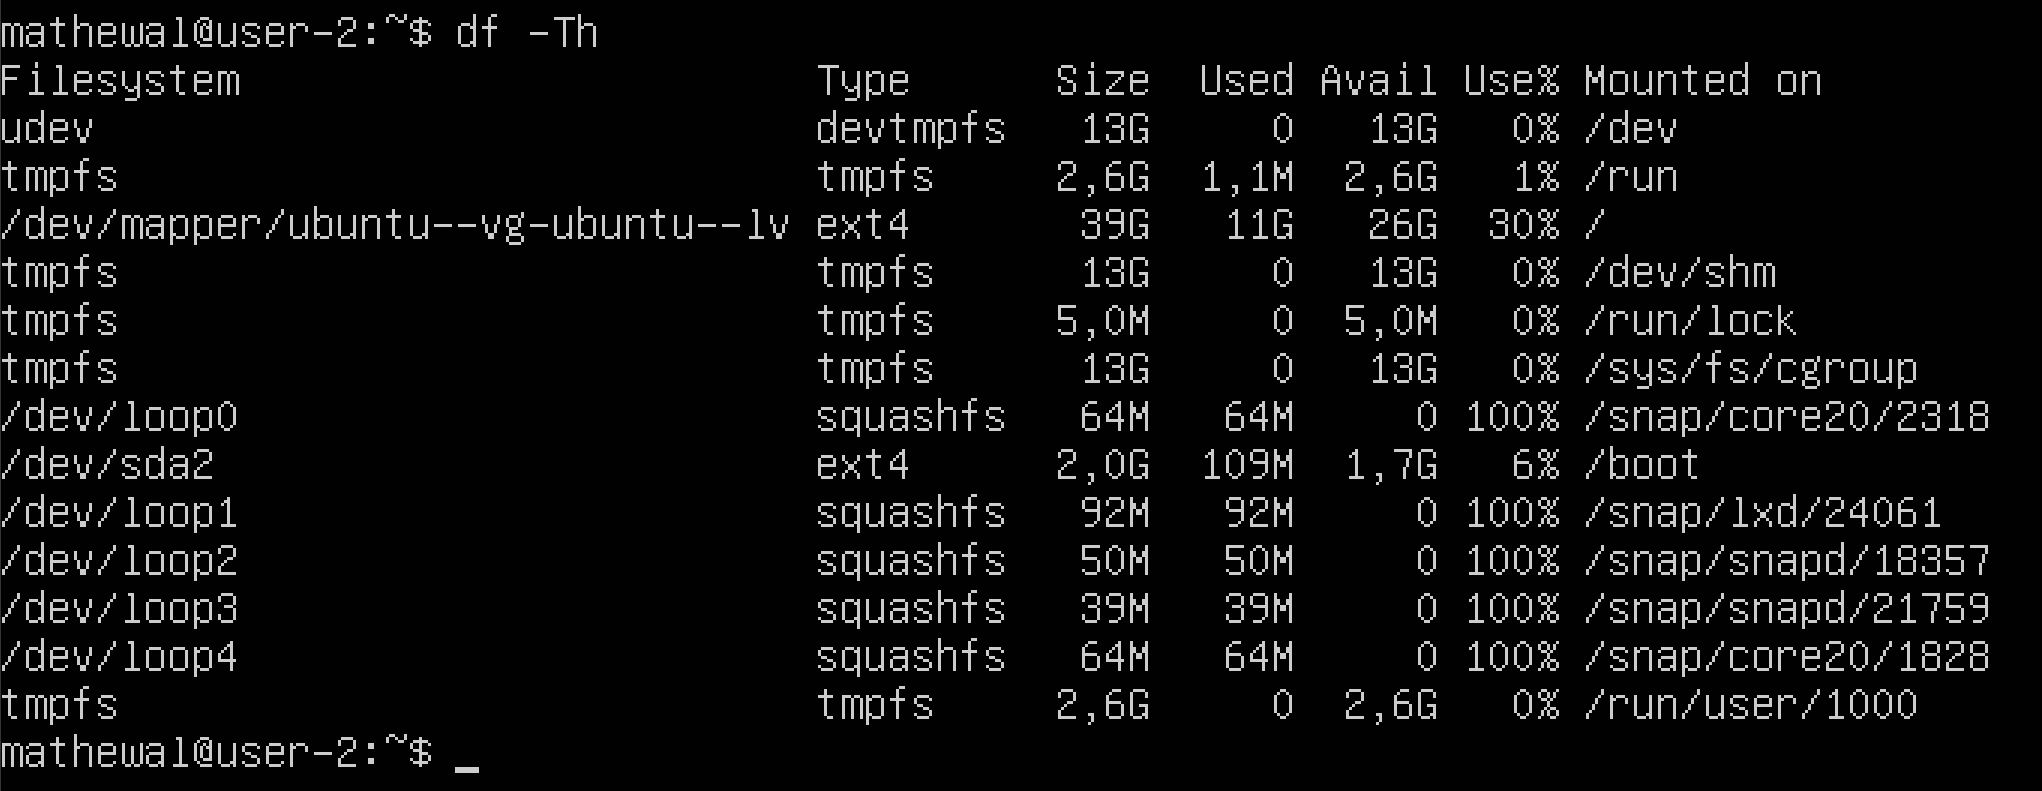 mathewal@user-2:~$ df -Th
Filesystem                        Type      Size  Used Avail Use% Mounted on
udev                              devtmpfs   13G     0   13G   0% /dev
tmpfs                             tmpfs     2,6G  1,1M  2,6G   1% /run
/dev/mapper/ubuntu--vg-ubuntu--lv ext4       39G   11G   26G  30% /
tmpfs                             tmpfs      13G     0   13G   0% /dev/shm
tmpfs                             tmpfs     5,0M     0  5,0M   0% /run/lock
tmpfs                             tmpfs      13G     0   13G   0% /sys/fs/cgroup
/dev/loop0                        squashfs   64M   64M     0 100% /snap/core20/2318
/dev/sda2                         ext4      2,0G  109M  1,7G   6% /boot
/dev/loop1                        squashfs   92M   92M     0 100% /snap/lxd/24061
/dev/loop2                        squashfs   50M   50M     0 100% /snap/snapd/18357
/dev/loop3                        squashfs   39M   39M     0 100% /snap/snapd/21759
/dev/loop4                        squashfs   64M   64M     0 100% /snap/core20/1828
tmpfs                             tmpfs     2,6G     0  2,6G   0% /run/user/1000
mathewal@user-2:~$ _